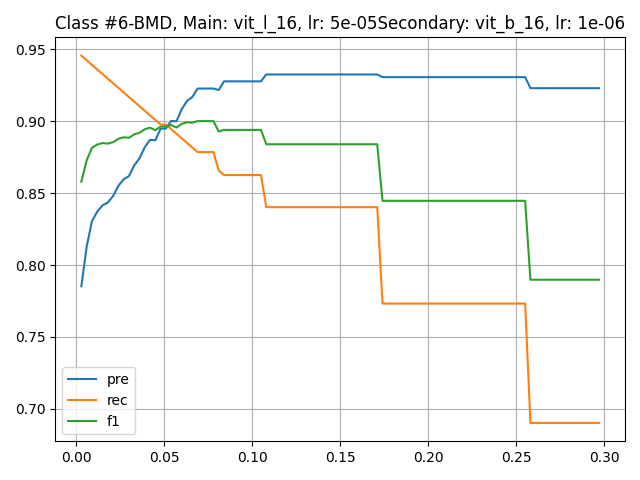 Class #6-BMD, Main: vit_l_16, lr: 5e-05Secondary: vit_b_16, lr: 1e-06
0.95
0.90
0.85
0.80
0.75
0.70
pre
rec
f1
0.00 0.05 0.10 0.15 0.20 0.25 0.30